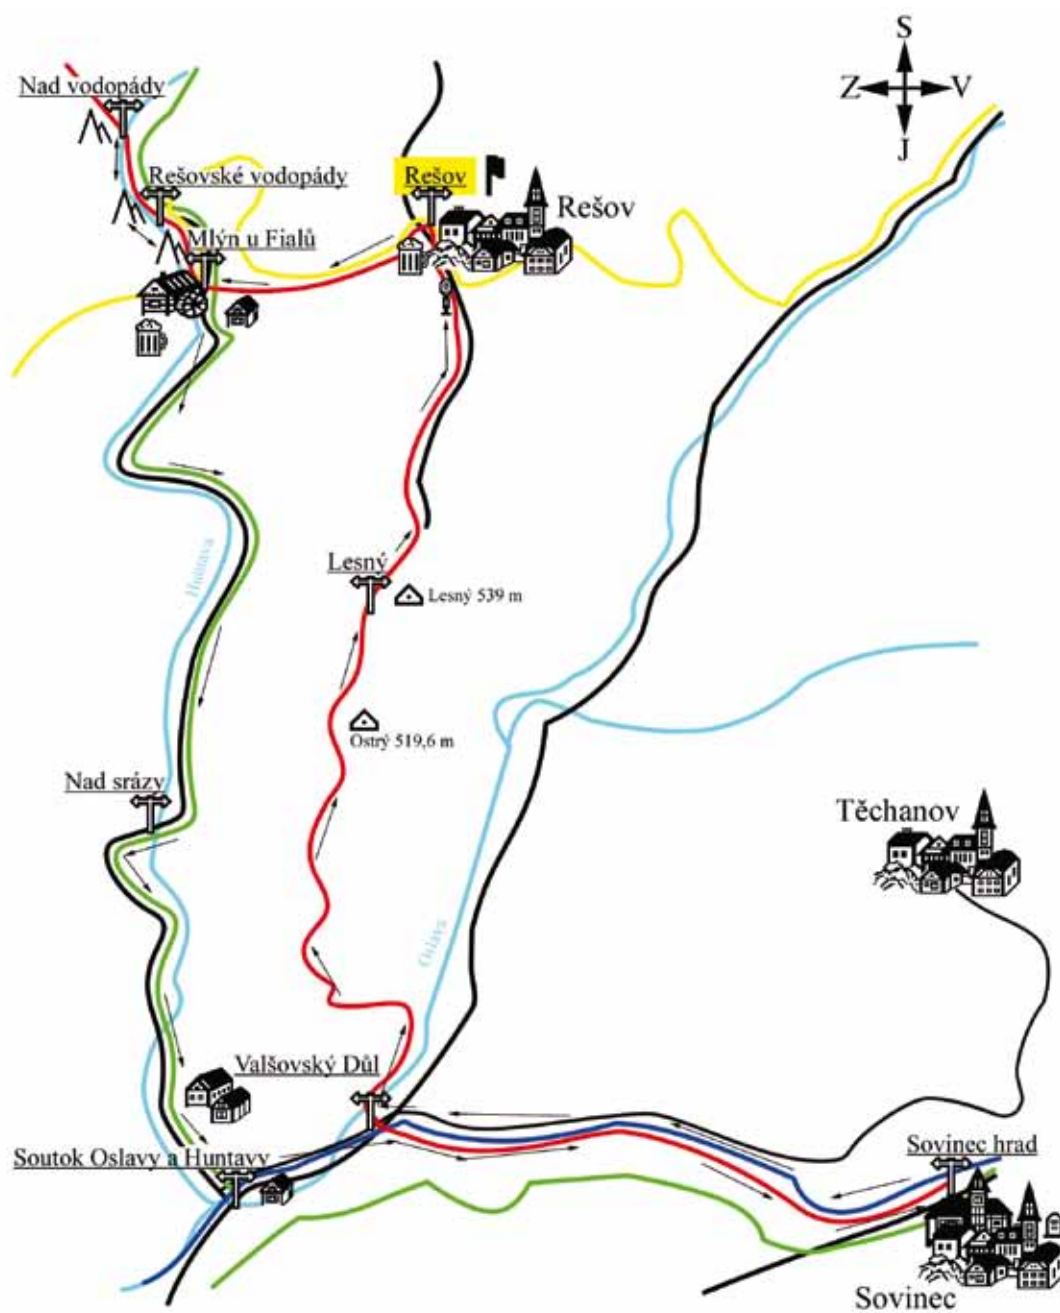 S
Z V
J
Nad vodopády
Rešovské vodopády
Rešov
Rešov
Mlýn u Fialů
Huntava
Lesný
Lesný 539 m
Ostrý 519,6 m
Nad srázy
Těchanov
Oslava
Valšovský Důl
Soutok Oslavy a Huntavy
Sovinec hrad
Sovinec